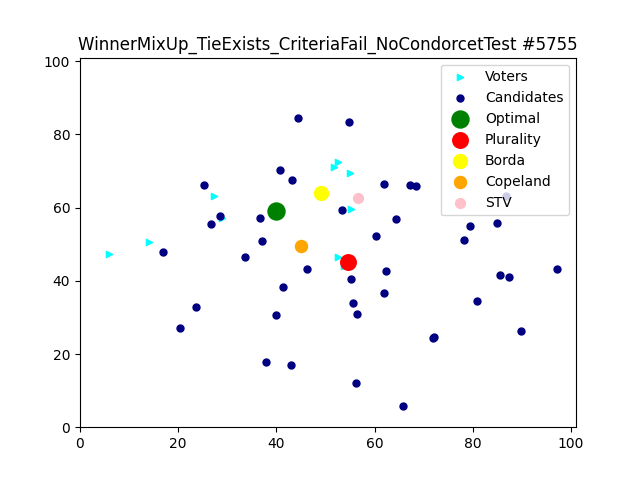 WinnerMixUp_TieExists_CriteriaFail_NoCondorcetTest #5755
Voters
Candidates
Optimal
Plurality
Borda
Copeland
STV
100
80
60
40
20
0
0
20
40
60
80
100